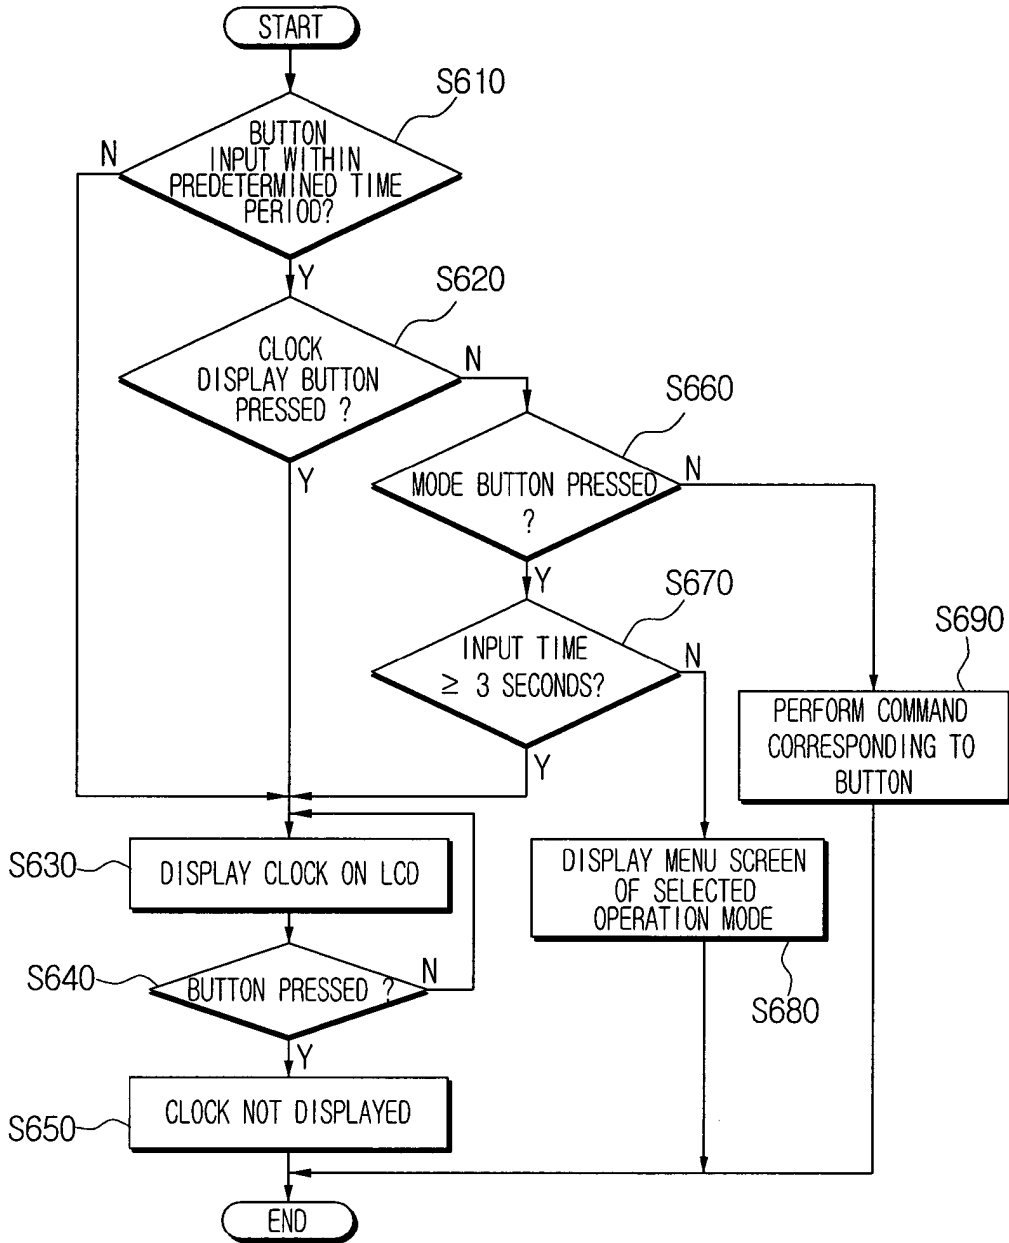 START
S610
BUTTON
INPUT WITHIN
PREDETERMINED TIME
PERIOD?
N
Y
S620
CLOCK
DISPLAY BUTTON
PRESSED ?
N
Y
S660
MODE BUTTON PRESSED
?
N
Y
S670
INPUT TIME
≥ 3 SECONDS?
N
Y
S690
PERFORM COMMAND
CORRESPONDING TO
BUTTON
S630
DISPLAY CLOCK ON LCD
DISPLAY MENU SCREEN
OF SELECTED
OPERATION MODE
S680
S640
BUTTON PRESSED ?
N
Y
S650
CLOCK NOT DISPLAYED
END